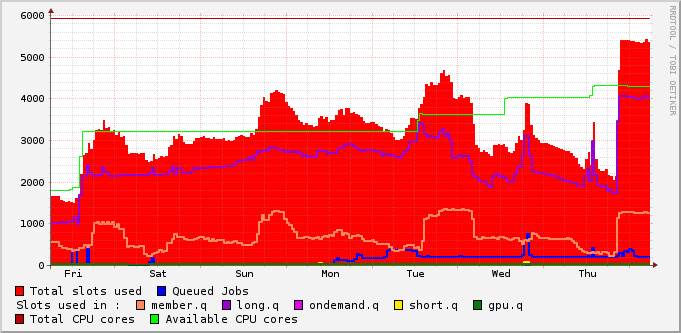 6000
5000
4000
3000
2000
1000
0
Fri Sat Sun Mon Tue Wed Thu
RRDTOOL / TOBI OETIKER
Total slots used Queued Jobs
Slots used in : member.q long.q ondemand.q short.q gpu.q
Total CPU cores Available CPU cores